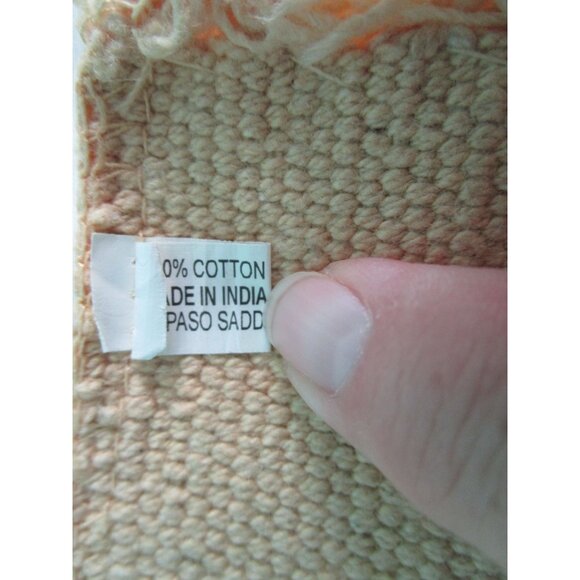 0% COTTON
ADE IN INDIA
PASO SADD